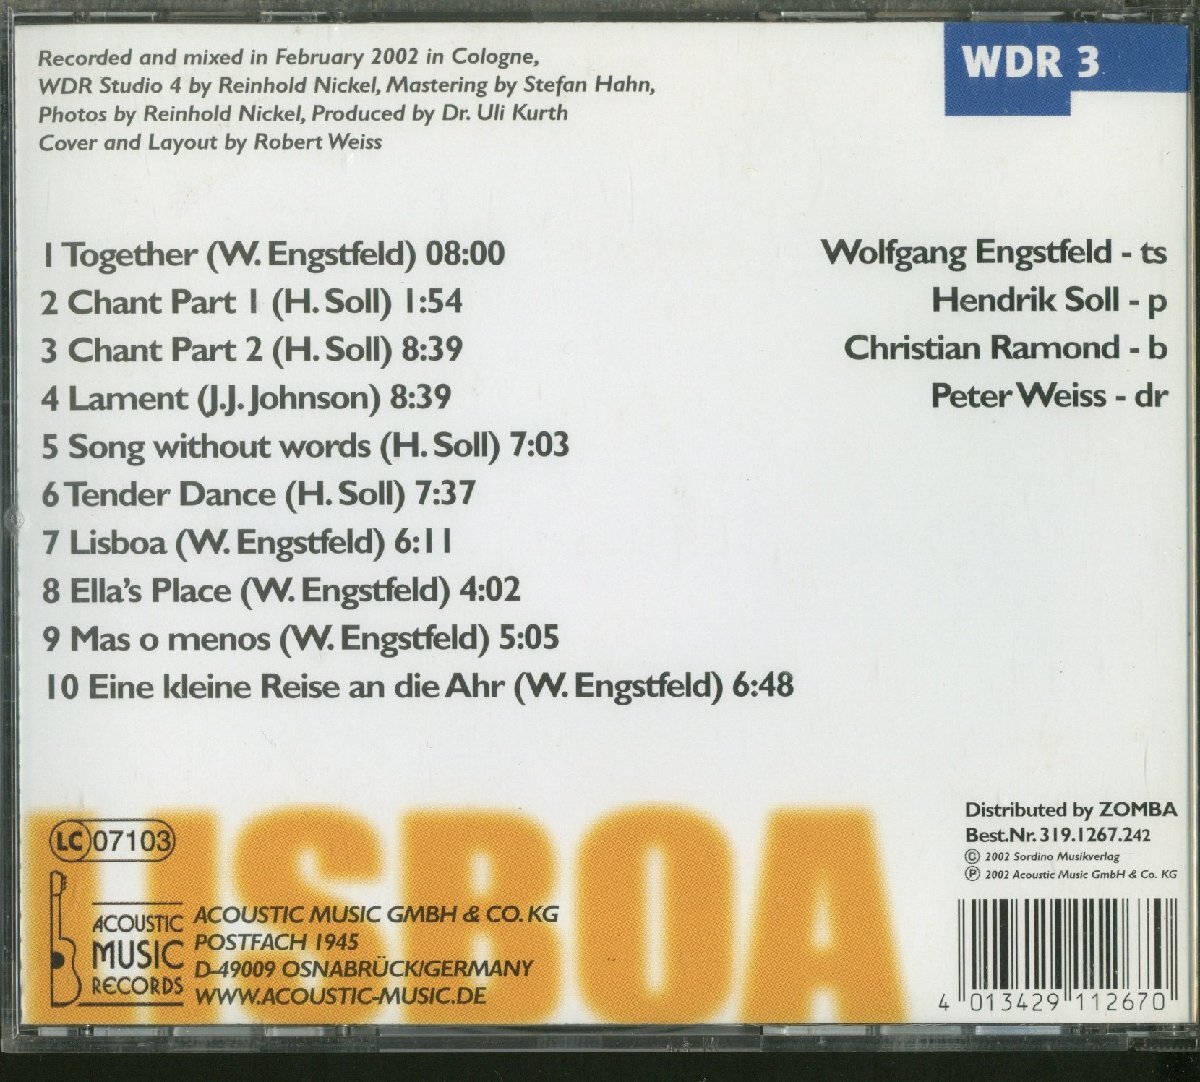 Recorded and mixed in February 2002 in Cologne,
WDR Studio 4 by Reinhold Nickel, Mastering by Stefan Hahn,
Photos by Reinhold Nickel, Produced by Dr. Uli Kurth
Cover and Layout by Robert Weiss
WDR 3
1 Together (W. Engstfeld) 08:00
2 Chant Part 1 (H. Soll) 1:54
3 Chant Part 2 (H. Soll) 8:39
4 Lament (J.J. Johnson) 8:39
5 Song without words (H. Soll) 7:03
6 Tender Dance (H. Soll) 7:37
7 Lisboa (W. Engstfeld) 6:11
8 Ella's Place (W. Engstfeld) 4:02
9 Mas o menos (W. Engstfeld) 5:05
10 Eine kleine Reise an die Ahr (W. Engstfeld) 6:48
Wolfgang Engstfeld - ts
Hendrik Soll - p
Christian Ramond - b
Peter Weiss - dr
LISBOA
LC 07103
ACOUSTIC
MUSIC
RECORDS
ACOUSTIC MUSIC GMBH & CO. KG
POSTFACH 1945
D-49009 OSNABRÜCK/GERMANY
WWW.ACOUSTIC-MUSIC.DE
Distributed by ZOMBA
Best.Nr. 319.1267.242
© 2002 Sordino Musikverlag
℗ 2002 Acoustic Music GmbH & Co. KG
4 013429 112670